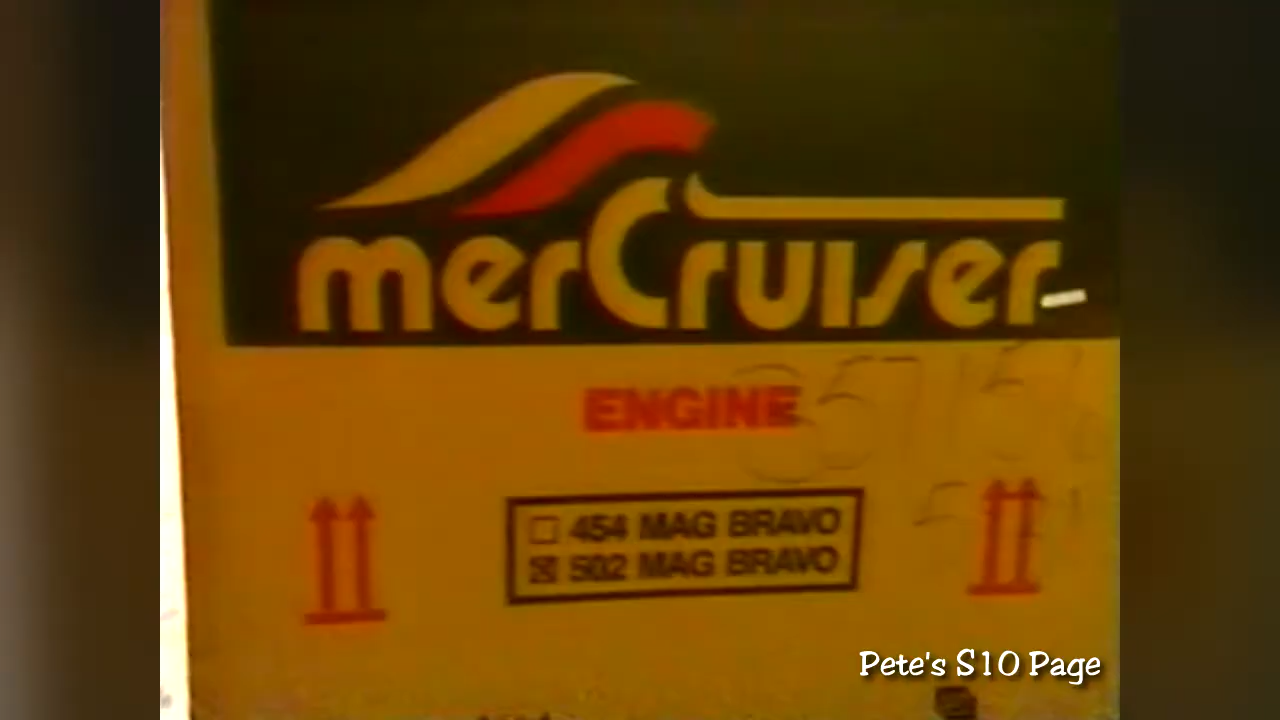 merCruiser
ENGINE
454 MAG BRAVO
502 MAG BRAVO
Pete's S10 Page